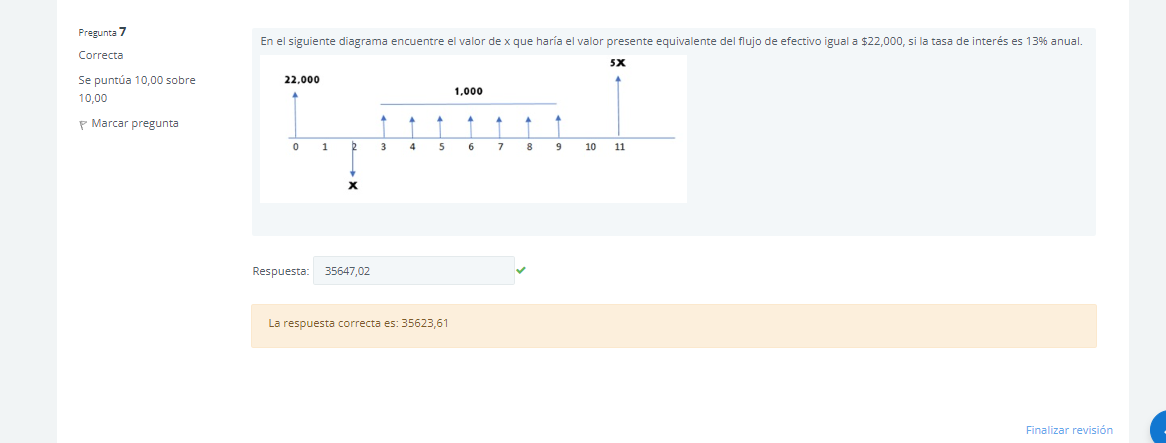 Pregunta 7
Correcta
Se puntúa 10,00 sobre
10,00
Marcar pregunta
En el siguiente diagrama encuentre el valor de x que haría el valor presente equivalente del flujo de efectivo igual a $22,000, si la tasa de interés es 13% anual.
5X
22,000
1,000
0 1 2 3 4 5 6 7 8 9 10 11
X
Respuesta: 35647,02
La respuesta correcta es: 35623,61
Finalizar revisión